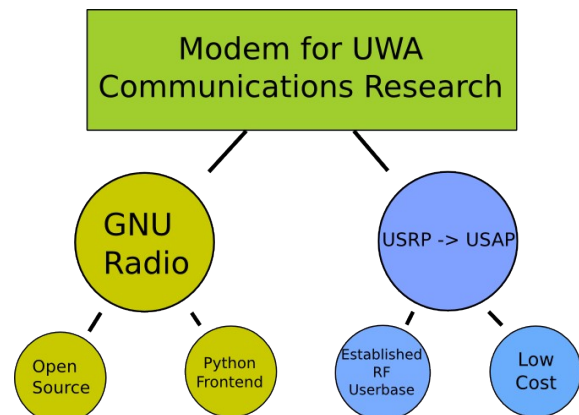 Modem for UWA
Communications Research
GNU
Radio
USRP -> USAP
Open
Source
Python
Frontend
Established
RF
Userbase
Low
Cost